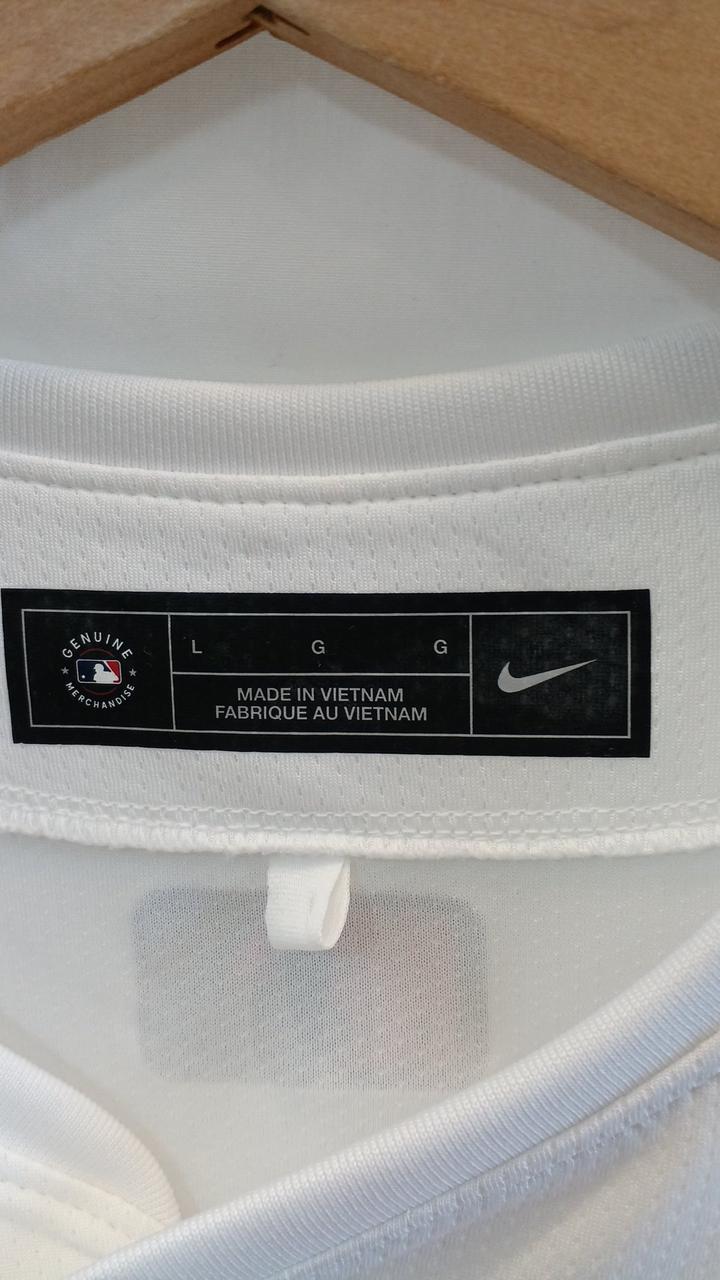 GENUINE
MERCHANDISE
L G G
MADE IN VIETNAM
FABRIQUE AU VIETNAM